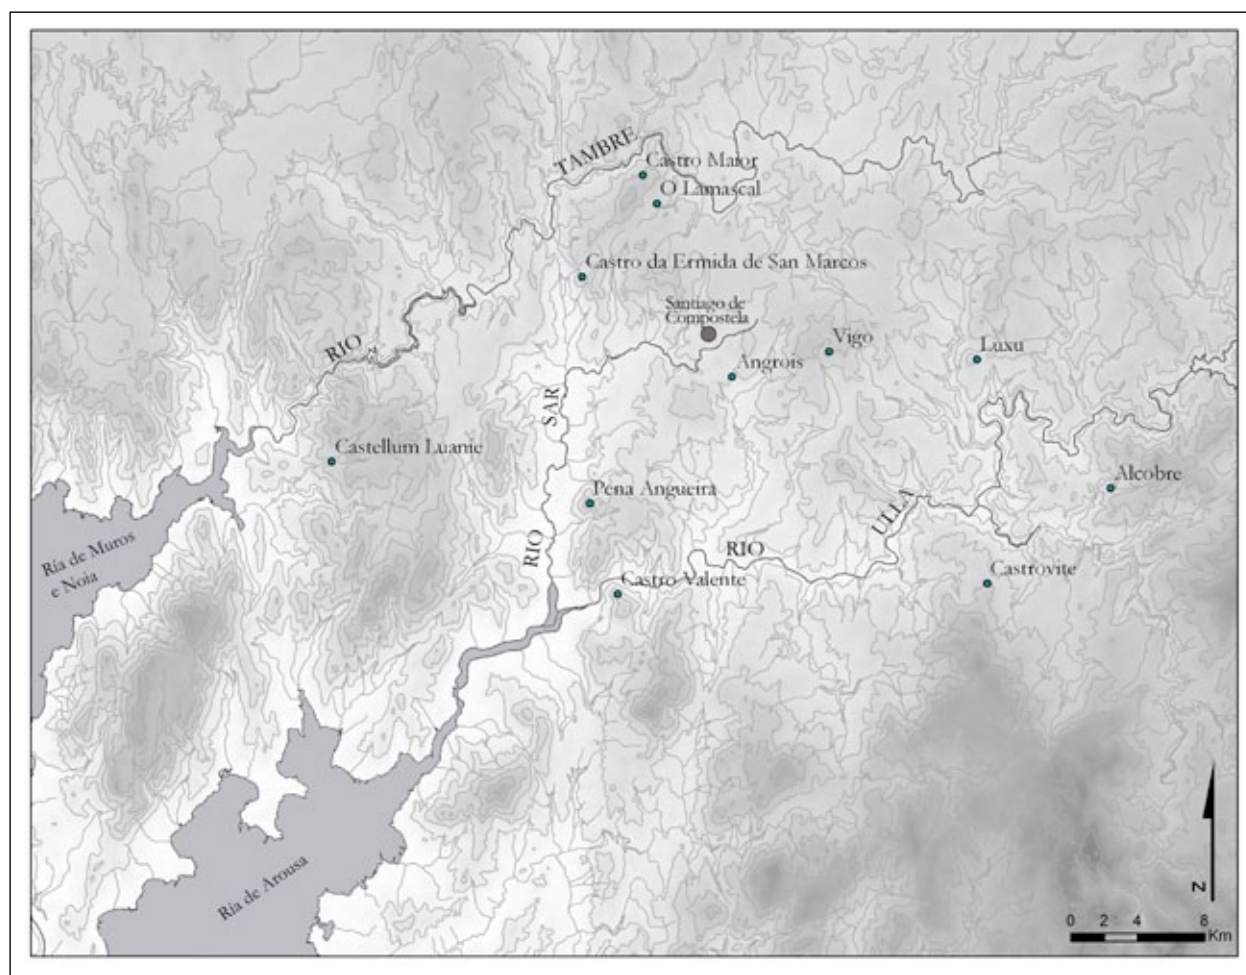 TAMBRE
Castro Maior
O Lamascal
Castro da Ermida de San Marcos
Santiago de
Compostela
RIO
Vigo
Luxu
Angrois
SAR
Castellum Luanie
Alcobre
Pena Angueira
ULLA
Ría de Muros
e Noia
RIO
RIO
Castro Valente
Castrovite
Ría de Arousa
N
0 2 4 8
Km